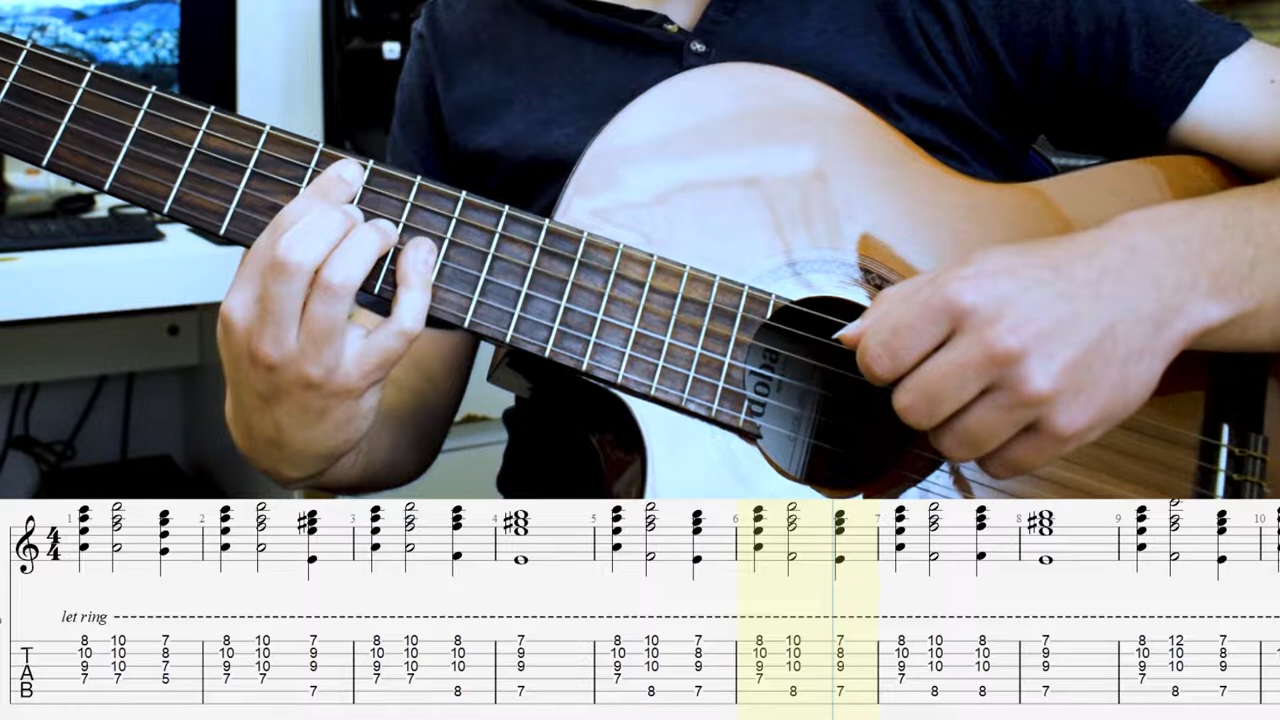 doba
1 2 3 4 5 6 7 8 9 10
4
4
let ring
8 10 7 8 10 7 8 10 8 7 8 10 7 8 10 7 8 10 8 7 8 12 7
T 10 10 8 10 10 9 10 10 10 9 10 10 8 10 10 9 10 10 10 9 10 10 8
A 9 10 7 9 10 9 9 10 10 9 9 10 9 9 10 9 9 10 10 9 9 10 9
7 7 5 7 7 7 7 7 7 7 7
B 7 8 7 8 7 8 7 8 8 7 8 7